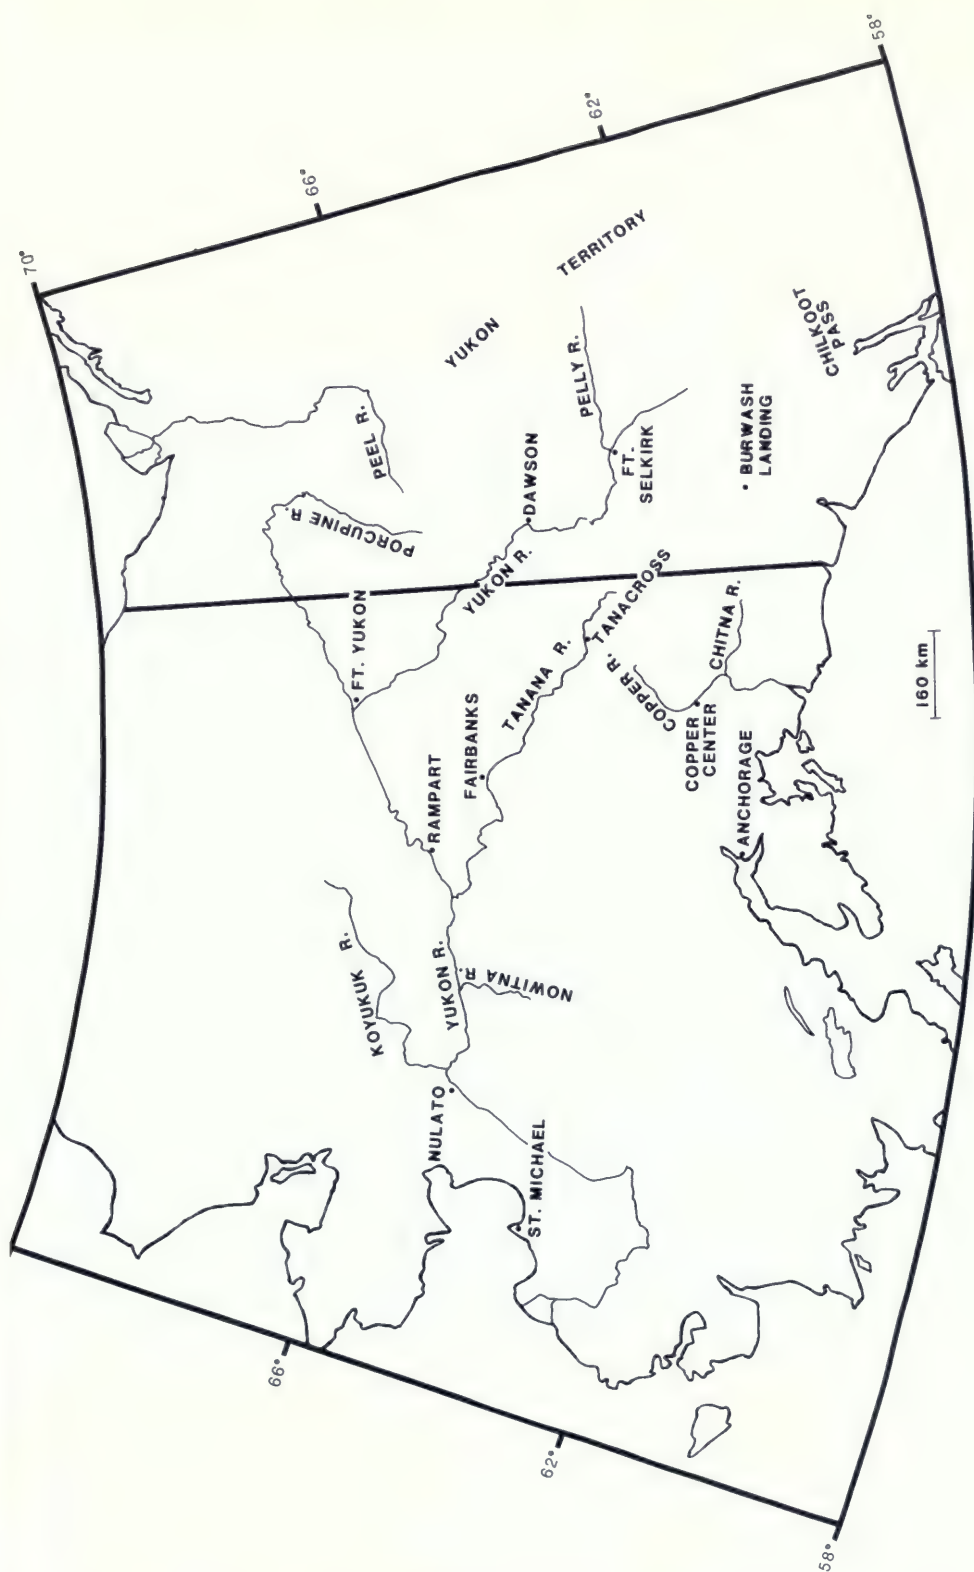 70°
66°
62°
58°
YUKON
TERRITORY
PEEL R.
PORCUPINE R.
PELLY R.
DAWSON
FT.
SELKIRK
BURWASH
LANDING
CHILKOOT
PASS
FT. YUKON
YUKON R.
TANACROSS
TANANA R.
COPPER R.
CHITNA R.
COPPER
CENTER
FAIRBANKS
RAMPART
ANCHORAGE
160 km
KOYUKUK R.
YUKON R.
NOWITNA R.
NULATO
ST. MICHAEL
66°
62°
58°